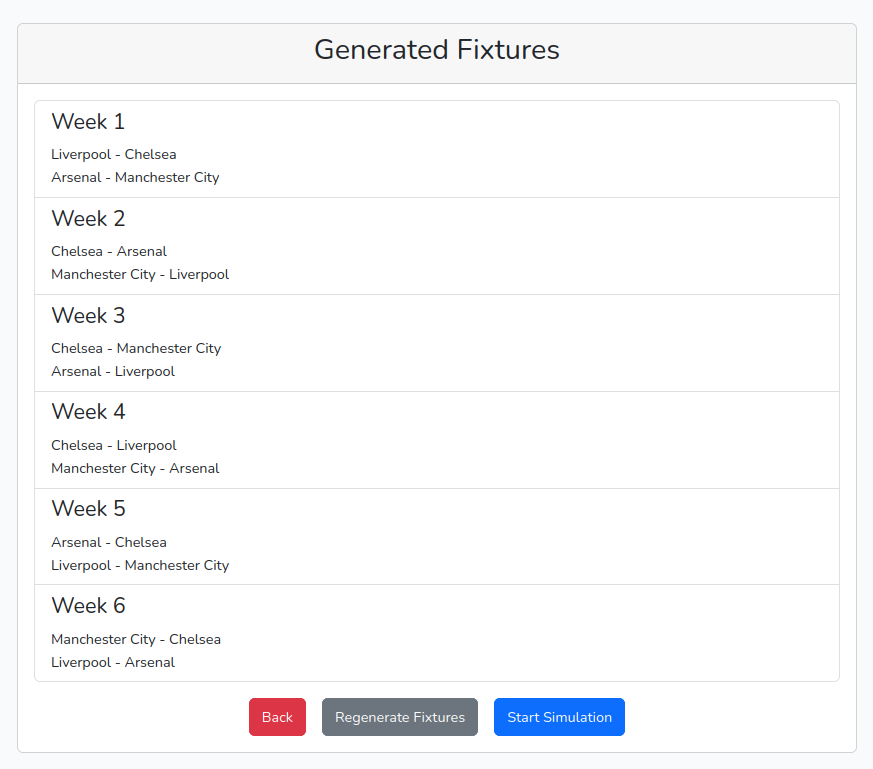 Generated Fixtures
Week 1
Liverpool - Chelsea
Arsenal - Manchester City
Week 2
Chelsea - Arsenal
Manchester City - Liverpool
Week 3
Chelsea - Manchester City
Arsenal - Liverpool
Week 4
Chelsea - Liverpool
Manchester City - Arsenal
Week 5
Arsenal - Chelsea
Liverpool - Manchester City
Week 6
Manchester City - Chelsea
Liverpool - Arsenal
Back Regenerate Fixtures Start Simulation